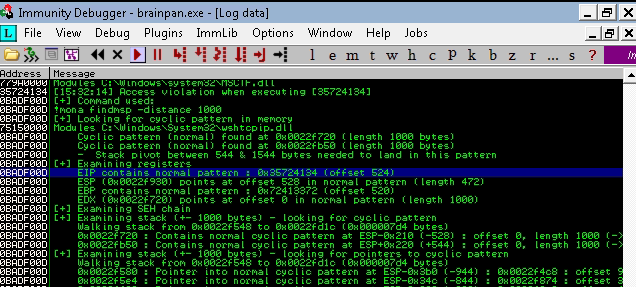 Immunity Debugger - brainpan.exe - [Log data]
L File View Debug Plugins ImmLib Options Window Help Jobs
l e m t w h c p k b z r ... s ? Im
Address Message
779A0000 Modules C:\Windows\system32\MSCTF.dll
35724134 [15:32:14] Access violation when executing [35724134]
0BADF00D [+] Command used:
0BADF00D !mona findmsp -distance 1000
0BADF00D [+] Looking for cyclic pattern in memory
75150000 Modules C:\Windows\System32\wshtcpip.dll
0BADF00D Cyclic pattern (normal) found at 0x0022f720 (length 1000 bytes)
0BADF00D Cyclic pattern (normal) found at 0x0022fb50 (length 1000 bytes)
0BADF00D - Stack pivot between 544 & 1544 bytes needed to land in this pattern
0BADF00D [+] Examining registers
0BADF00D EIP contains normal pattern : 0x35724134 (offset 524)
0BADF00D ESP (0x0022f930) points at offset 528 in normal pattern (length 472)
0BADF00D EBP contains normal pattern : 0x72413372 (offset 520)
0BADF00D EDX (0x0022f720) points at offset 0 in normal pattern (length 1000)
0BADF00D [+] Examining SEH chain
0BADF00D [+] Examining stack (+- 1000 bytes) - looking for cyclic pattern
0BADF00D Walking stack from 0x0022f548 to 0x0022fd1c (0x000007d4 bytes)
0BADF00D 0x0022f720 : Contains normal cyclic pattern at ESP-0x210 (-528) : offset 0, length 1000 (->
0BADF00D 0x0022fb50 : Contains normal cyclic pattern at ESP+0x220 (+544) : offset 0, length 1000 (->
0BADF00D [+] Examining stack (+- 1000 bytes) - looking for pointers to cyclic pattern
0BADF00D Walking stack from 0x0022f548 to 0x0022fd1c (0x000007d4 bytes)
0BADF00D 0x0022f580 : Pointer into normal cyclic pattern at ESP-0x3b0 (-944) : 0x0022f4c8 : offset 9
0BADF00D 0x0022f5e4 : Pointer into normal cyclic pattern at ESP-0x34c (-844) : 0x0022fa8c : offset 874